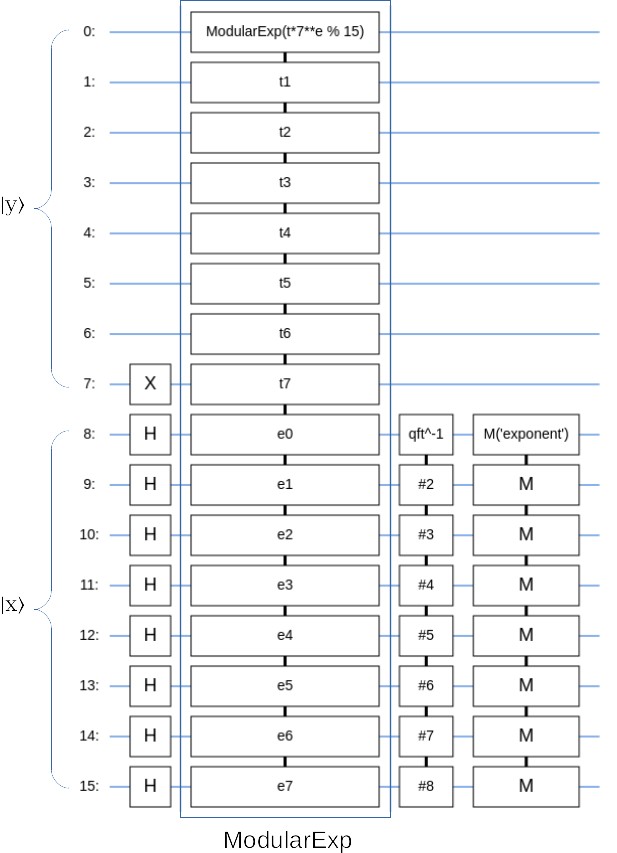 0: ModularExp(t*7**e % 15)
1: t1
2: t2
3: t3
|y⟩
4: t4
5: t5
6: t6
7: X t7
8: H e0 qft^-1 M('exponent')
9: H e1 #2 M
10: H e2 #3 M
11: H e3 #4 M
|x⟩
12: H e4 #5 M
13: H e5 #6 M
14: H e6 #7 M
15: H e7 #8 M
ModularExp